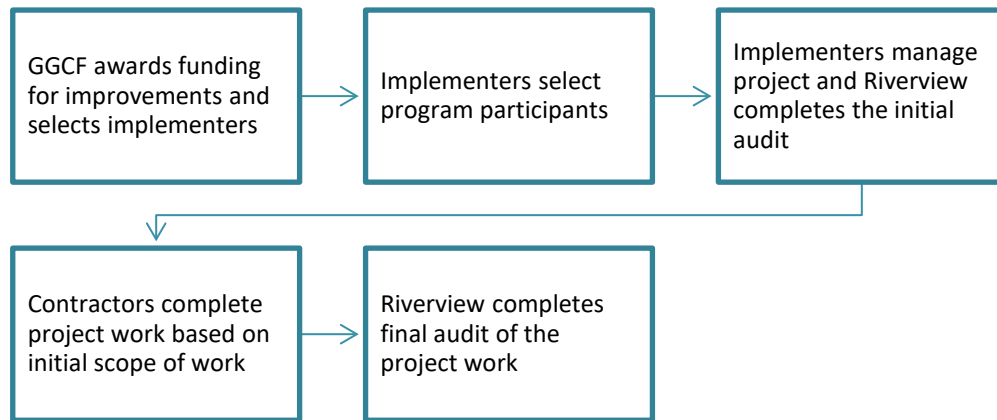 GGCF awards funding
for improvements and
selects implementers
Implementers select
program participants
Implementers manage
project and Riverview
completes the initial
audit
Contractors complete
project work based on
initial scope of work
Riverview completes
final audit of the
project work